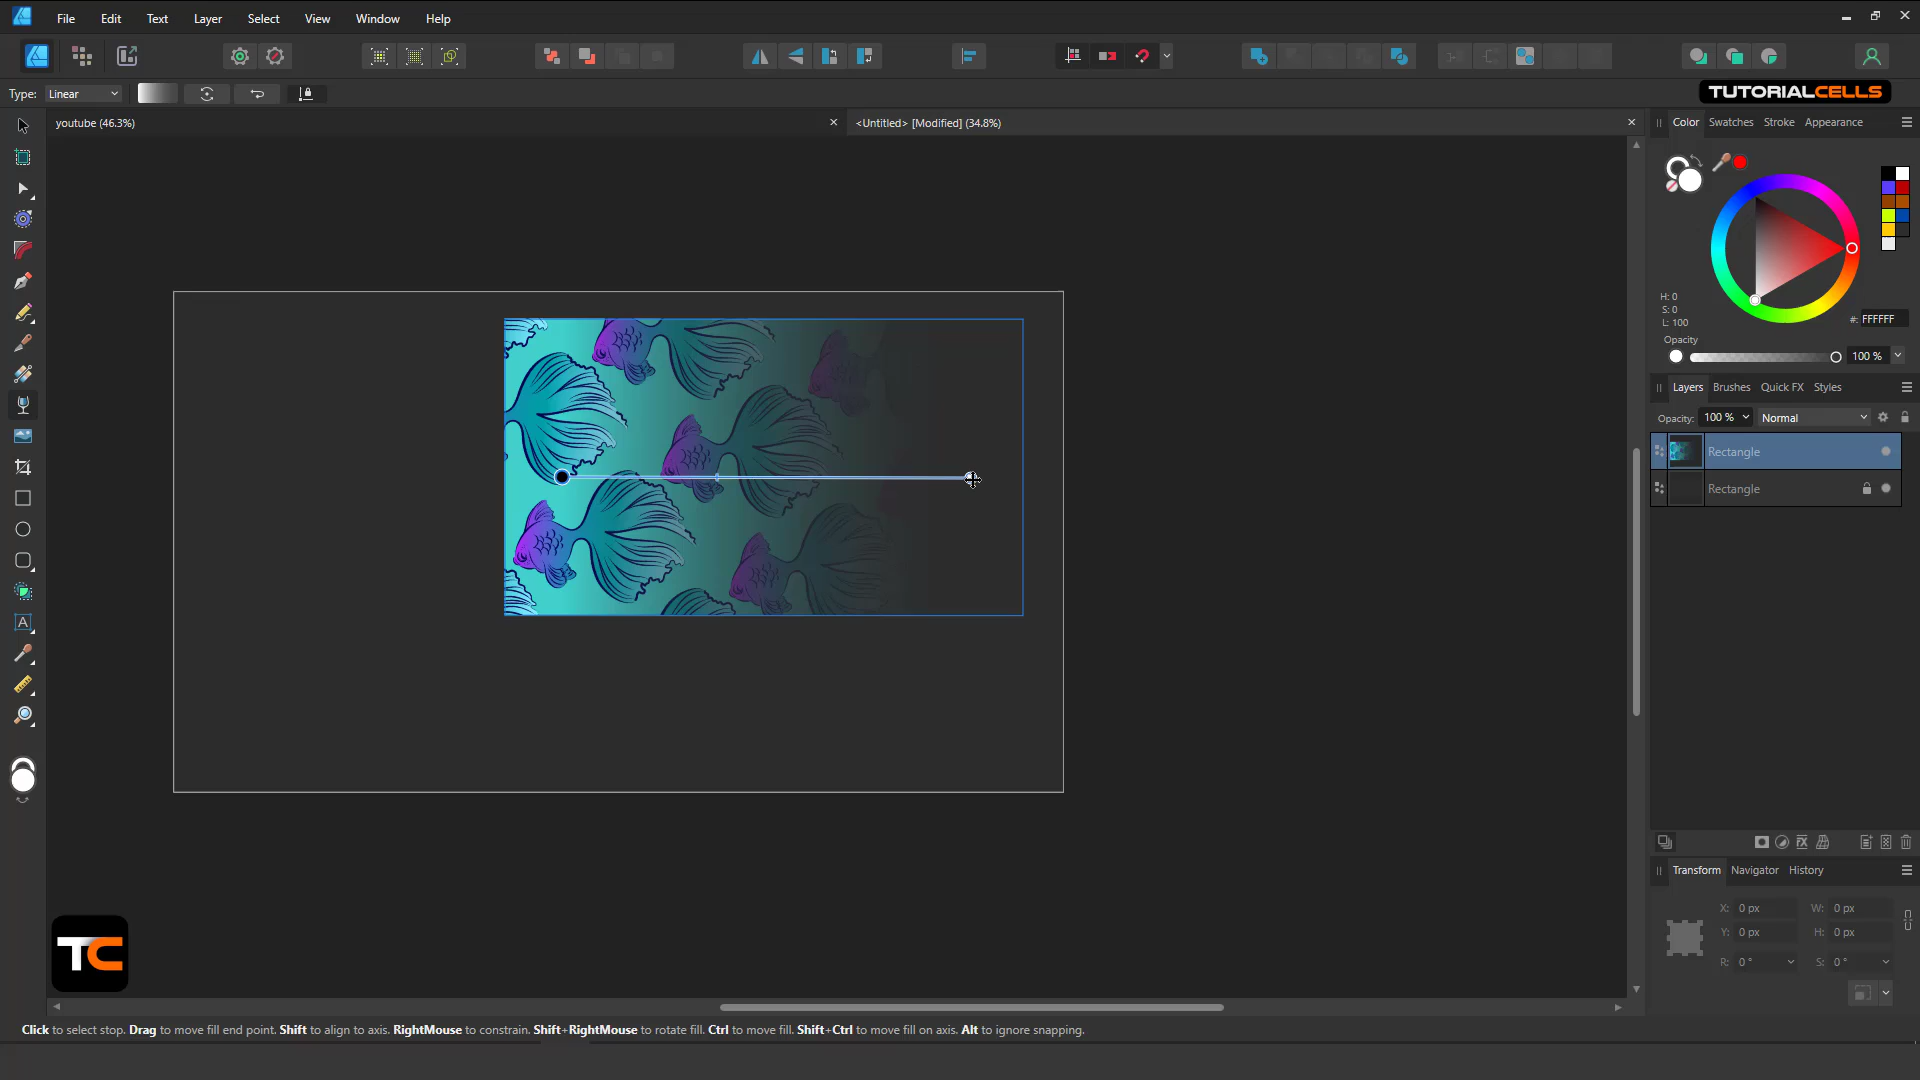 File Edit Text Layer Select View Window Help
Type: Linear
TUTORIALCELLS
youtube (46.3%)
<Untitled> [Modified] (34.8%)
Color Swatches Stroke Appearance
H: 0
S: 0
L: 100
#: FFFFFF
Opacity
100 %
Layers Brushes Quick FX Styles
Opacity: 100 % Normal
Rectangle
Rectangle
Transform Navigator History
X: 0 px W: 0 px
Y: 0 px H: 0 px
R: 0 ° S: 0 °
A
TC
Click to select stop. Drag to move fill end point. Shift to align to axis. RightMouse to constrain. Shift+RightMouse to rotate fill. Ctrl to move fill. Shift+Ctrl to move fill on axis. Alt to ignore snapping.